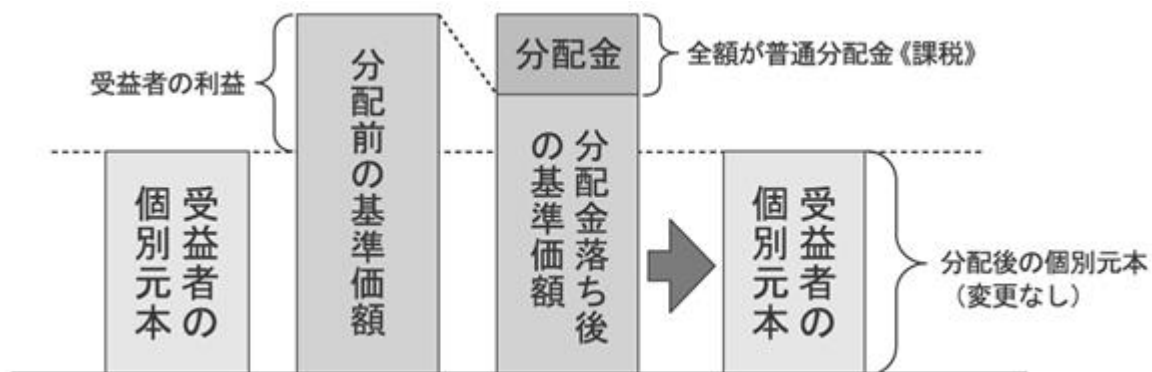 受益者の利益
受益者の
個別元本
分配前の基準価額
分配金
全額が普通分配金《課税》
分配金落ち後
の基準価額
受益者の
個別元本
分配後の個別元本
（変更なし）